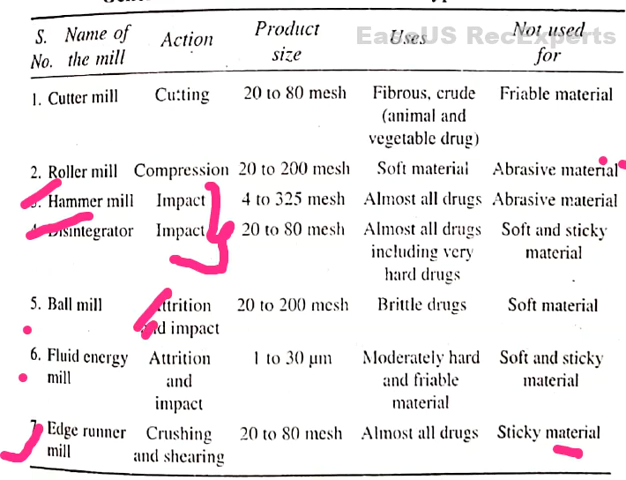 S. Name of Action Product Uses Not used
No. the mill size for
EaseUS RecExperts
1. Cutter mill Cutting 20 to 80 mesh Fibrous, crude Friable material
(animal and
vegetable drug)
2. Roller mill Compression 20 to 200 mesh Soft material Abrasive material
3. Hammer mill Impact 4 to 325 mesh Almost all drugs Abrasive material
4. Disintegrator Impact 20 to 80 mesh Almost all drugs Soft and sticky
including very material
hard drugs
5. Ball mill Attrition 20 to 200 mesh Brittle drugs Soft material
and impact
6. Fluid energy Attrition 1 to 30 μm Moderately hard Soft and sticky
mill and and friable material
impact material
7. Edge runner Crushing 20 to 80 mesh Almost all drugs Sticky material
mill and shearing